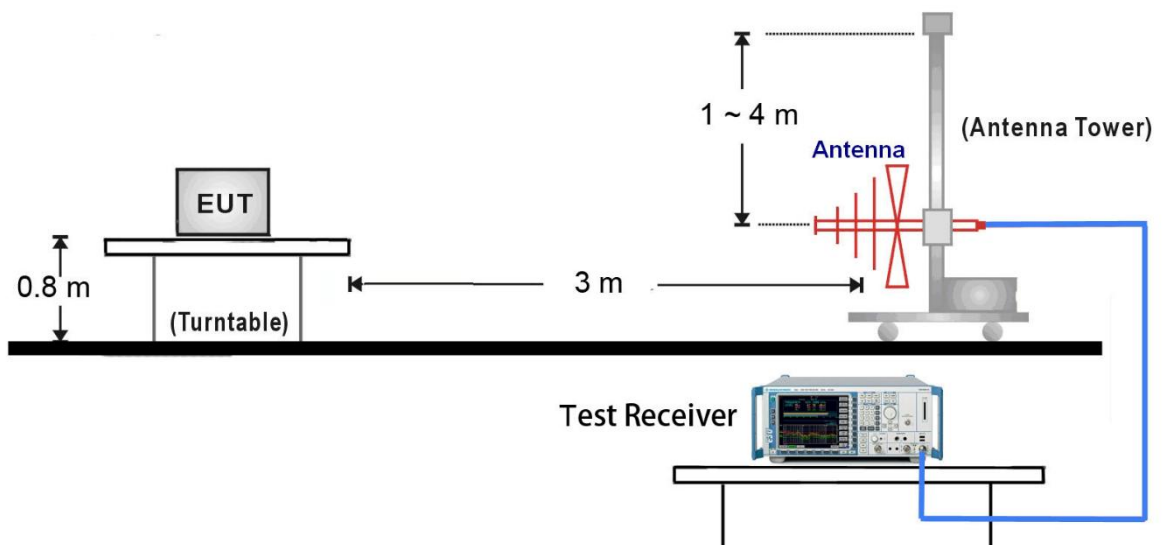 1 ~ 4 m
(Antenna Tower)
Antenna
EUT
0.8 m
3 m
(Turntable)
Test Receiver